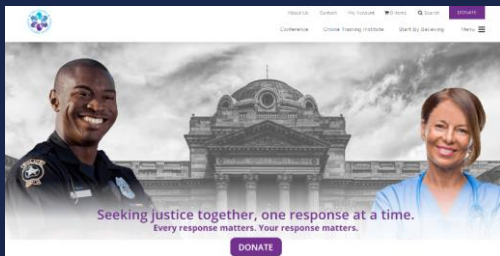 About Us Contact My Account 0 items Search DONATE
Conference Online Training Institute Start By Believing Menu
Seeking justice together, one response at a time.
Every response matters. Your response matters.
DONATE